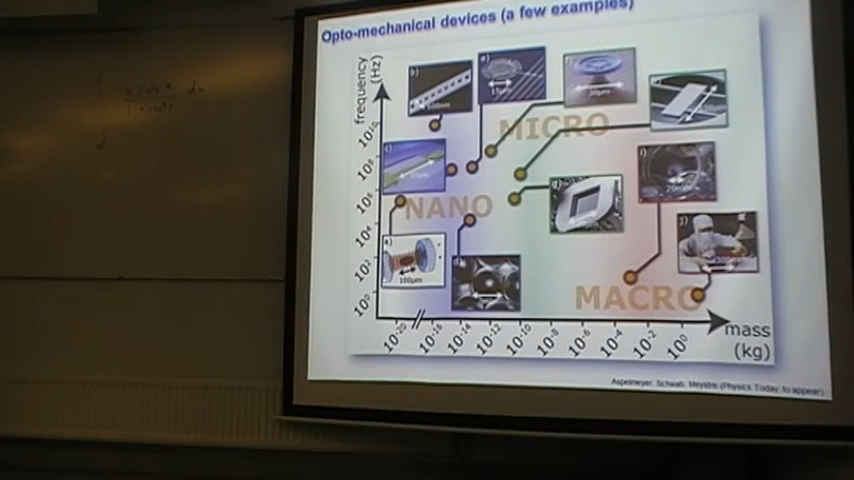 Opto-mechanical devices (a few examples)
frequency (Hz)
10¹⁰
10⁸
10⁶
10⁴
10²
10⁰
b)
e)
MICRO
NANO
g)
20mm
j)
100µm
d)
MACRO
10⁻²⁰
10⁻¹⁶
10⁻¹⁴
10⁻¹²
10⁻¹⁰
10⁻⁸
10⁻⁶
10⁻⁴
10⁻²
10⁰
mass
(kg)
Aspelmeyer, Schwab, Meystre (Physics Today, to appear)